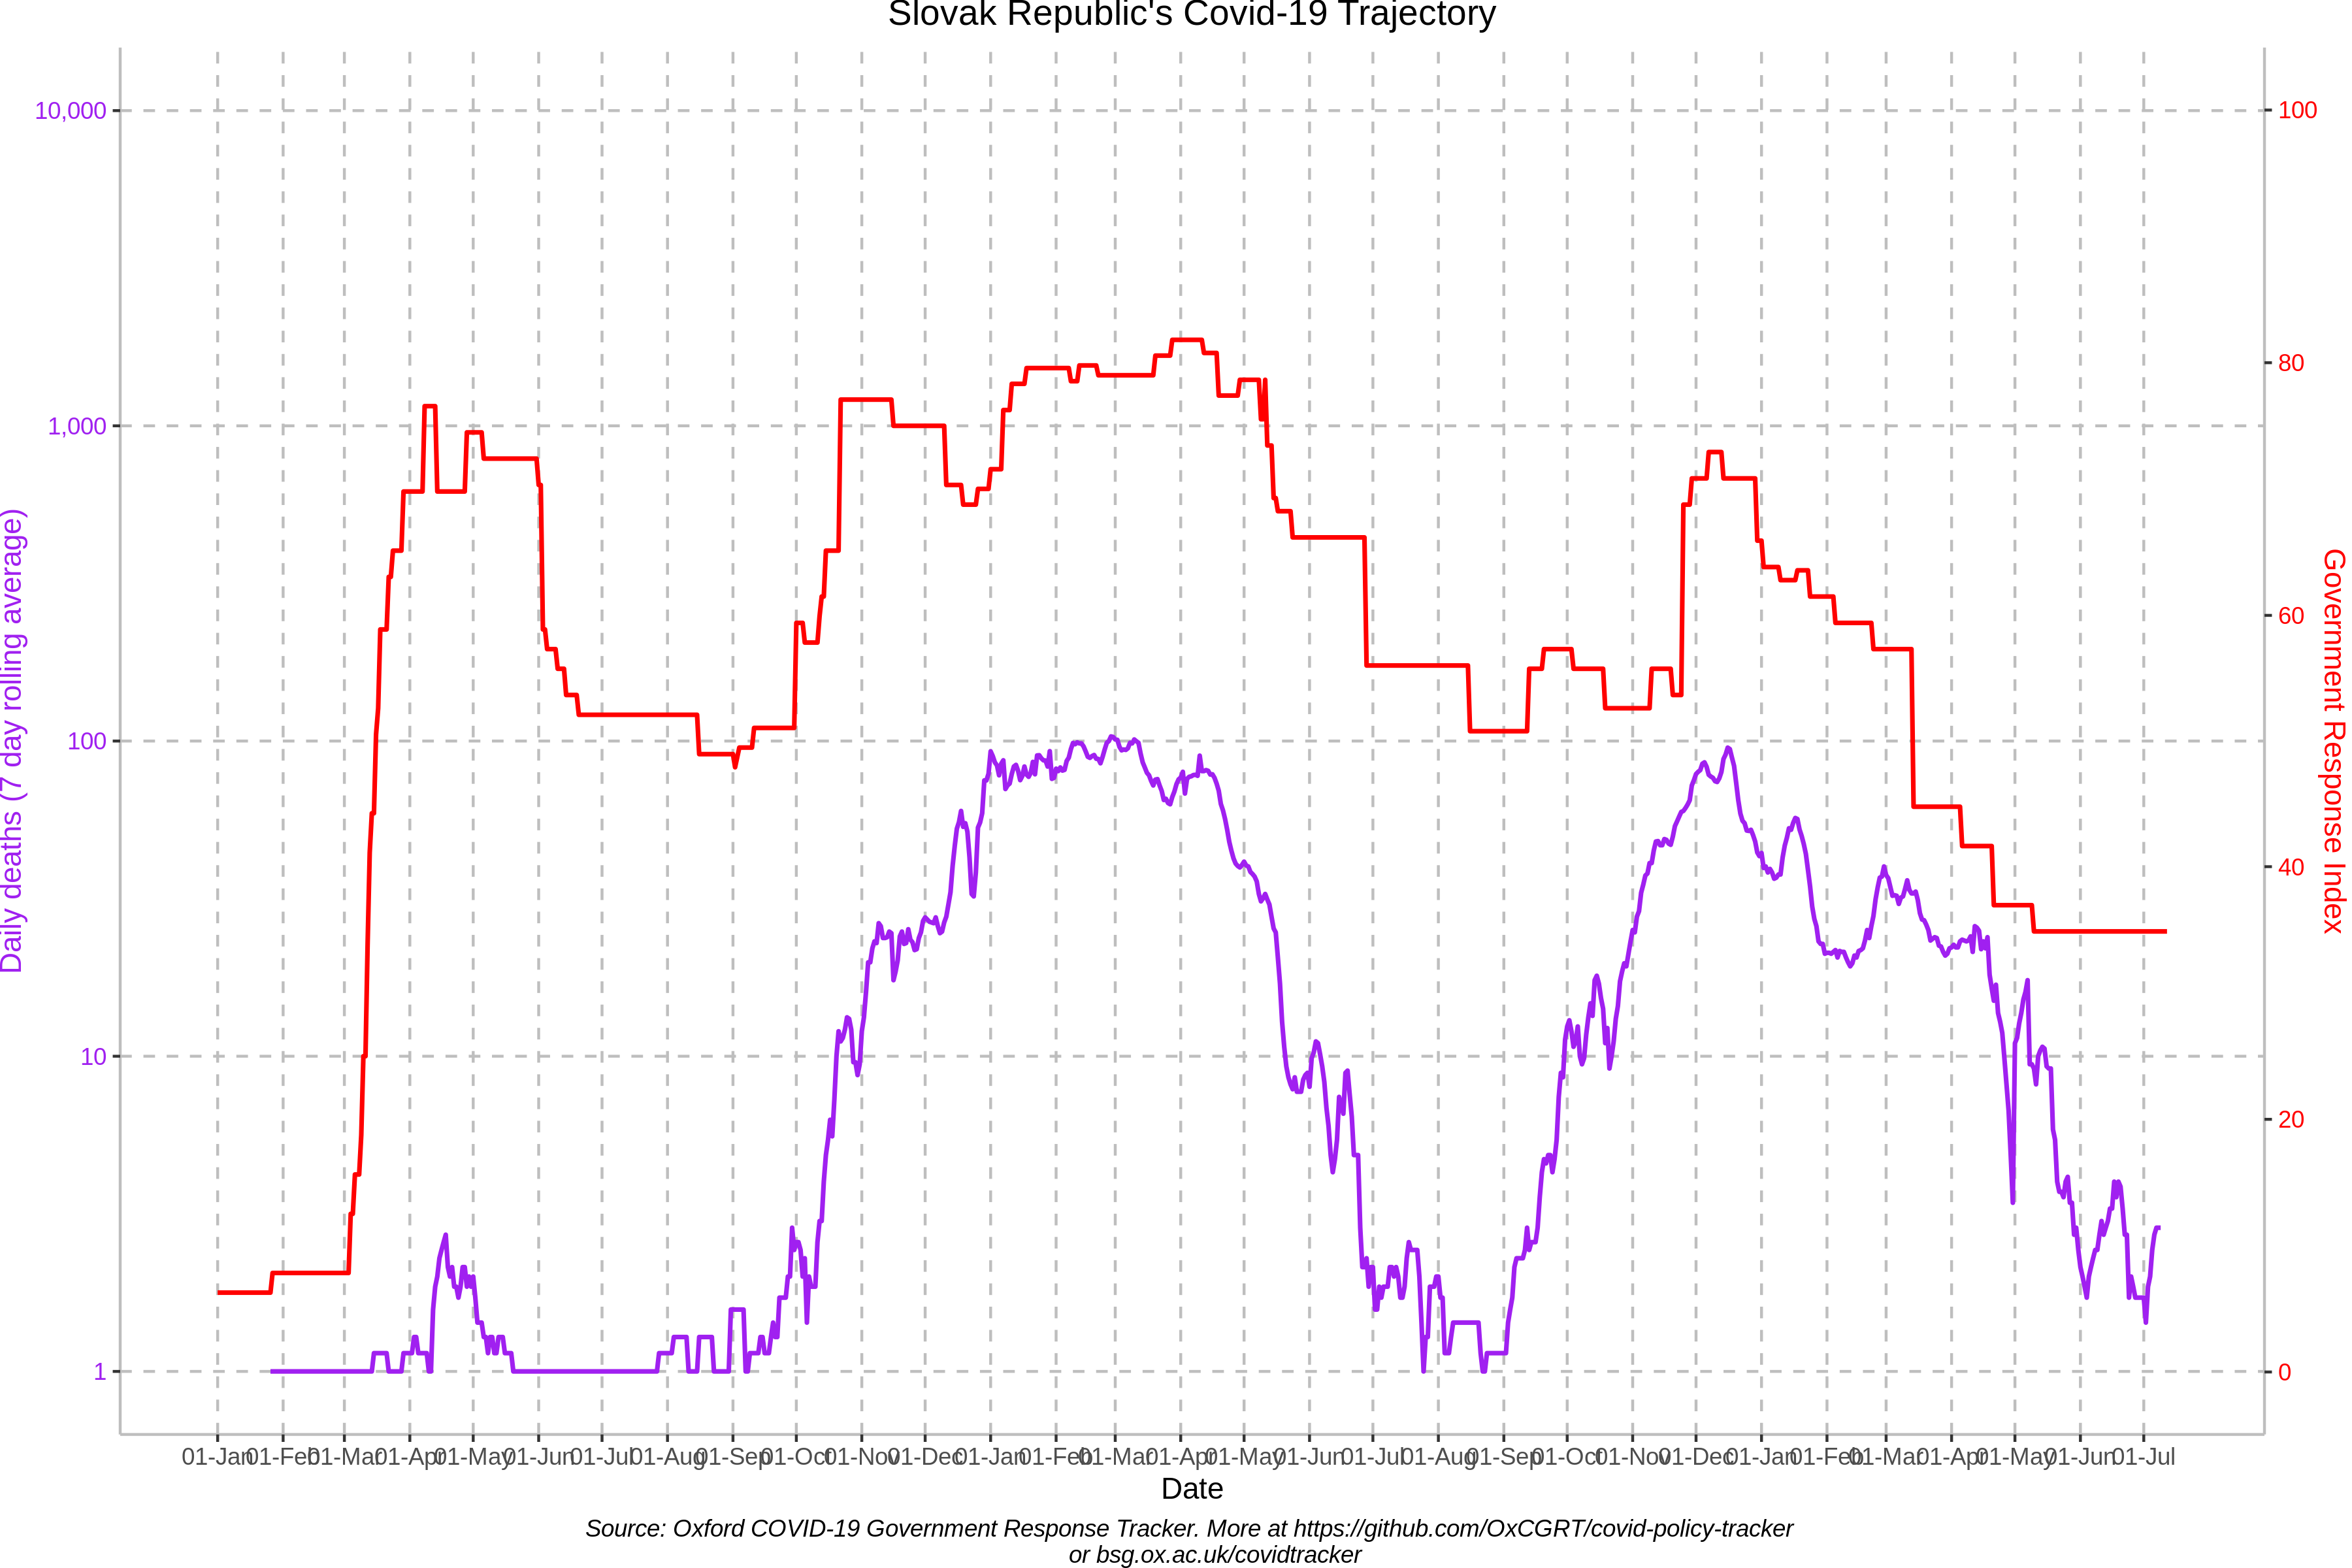 Slovak Republic's Covid-19 Trajectory
10,000
1,000
100
10
1
Daily deaths (7 day rolling average)
100
80
60
40
20
0
Government Response Index
01-Jan 01-Feb 01-Mar 01-Apr 01-May 01-Jun 01-Jul 01-Aug 01-Sep 01-Oct 01-Nov 01-Dec 01-Jan 01-Feb 01-Mar 01-Apr 01-May 01-Jun 01-Jul 01-Aug 01-Sep 01-Oct 01-Nov 01-Dec 01-Jan 01-Feb 01-Mar 01-Apr 01-May 01-Jun 01-Jul
Date
Source: Oxford COVID-19 Government Response Tracker. More at https://github.com/OxCGRT/covid-policy-tracker
or bsg.ox.ac.uk/covidtracker